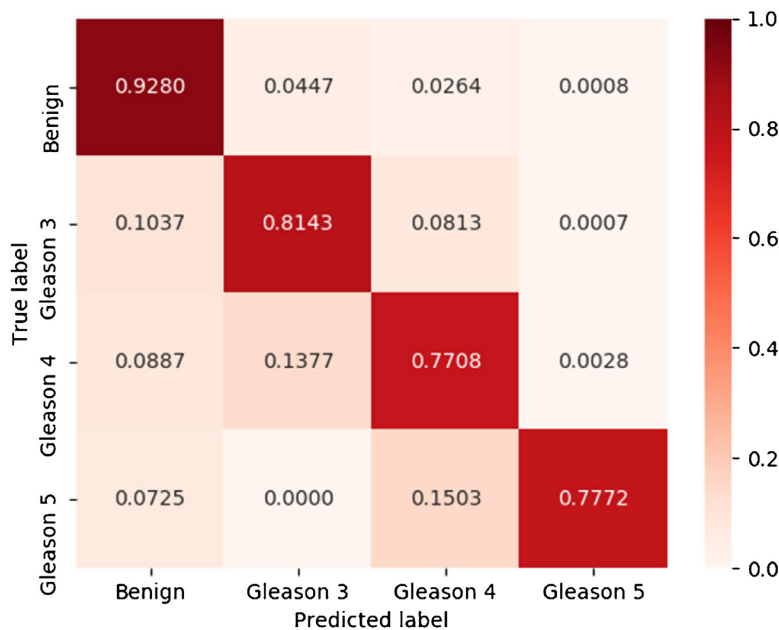 True label
Benign
0.9280 0.0447 0.0264 0.0008
Gleason 3
0.1037 0.8143 0.0813 0.0007
Gleason 4
0.0887 0.1377 0.7708 0.0028
Gleason 5
0.0725 0.0000 0.1503 0.7772
Benign Gleason 3 Gleason 4 Gleason 5
Predicted label
1.0
0.8
0.6
0.4
0.2
0.0